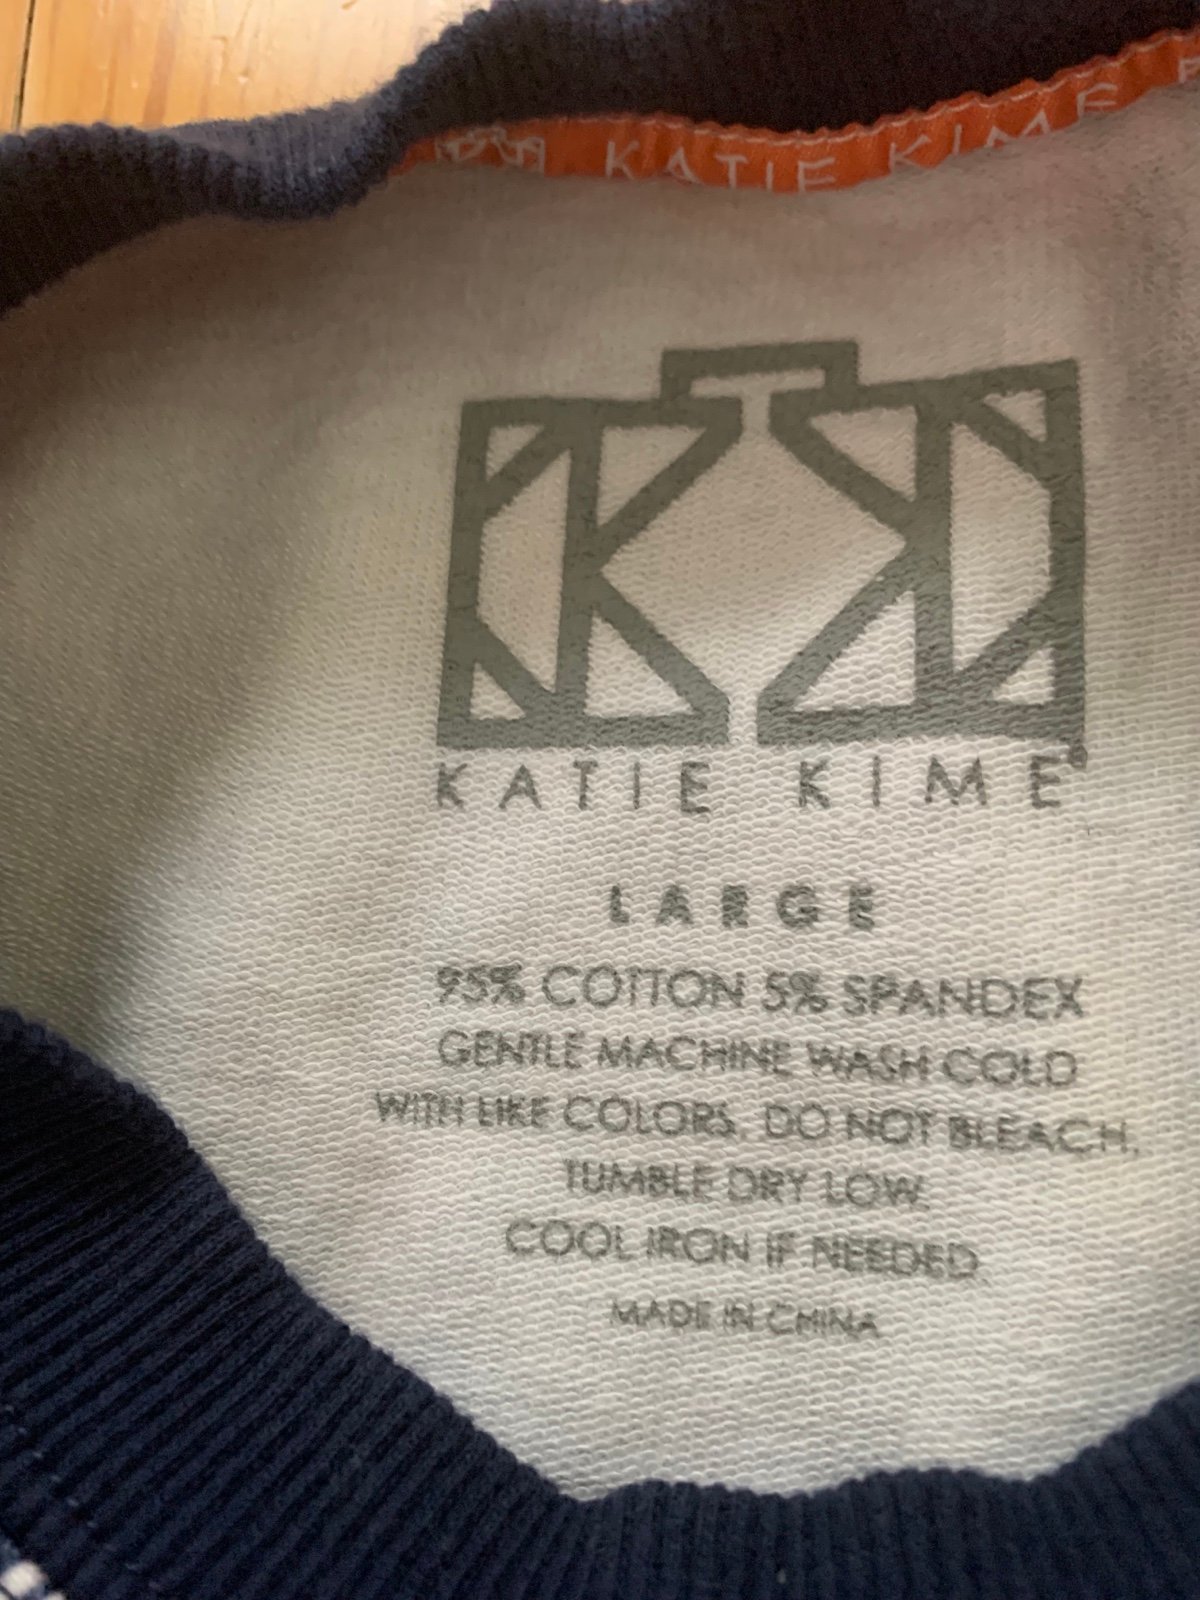 KATIE KIME
KATIE KIME®
LARGE
95% COTTON 5% SPANDEX
GENTLE MACHINE WASH COLD
WITH LIKE COLORS. DO NOT BLEACH.
TUMBLE DRY LOW.
COOL IRON IF NEEDED.
MADE IN CHINA